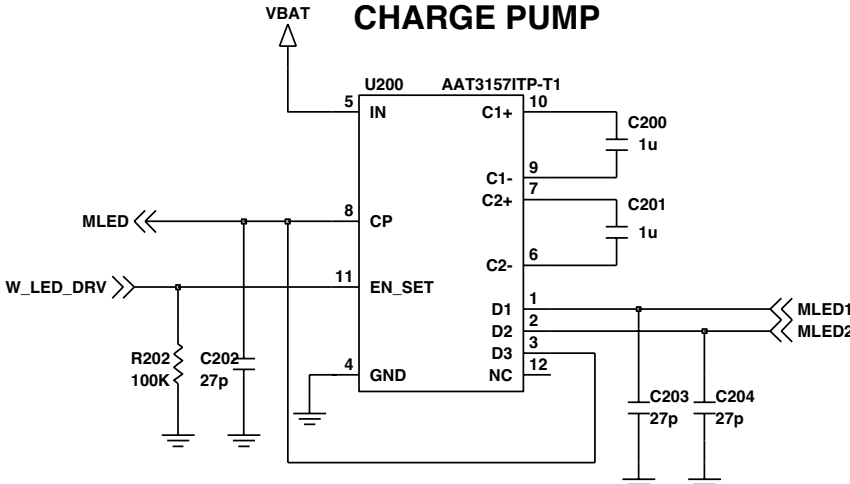 CHARGE PUMP
VBAT
U200 AAT3157ITP-T1
5 IN
C1+ 10
C200
1u
C1- 9
C2+ 7
C201
1u
C2- 6
MLED
8 CP
W_LED_DRV
11 EN_SET
D1 1
MLED1
D2 2
MLED2
D3 3
NC 12
4 GND
R202
100K
C202
27p
C203
27p
C204
27p